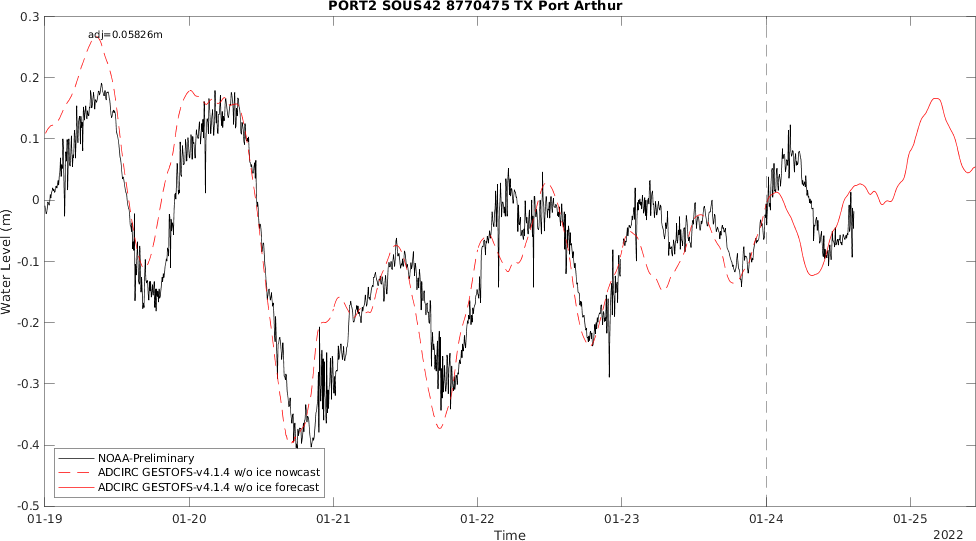 PORT2 SOUS42 8770475 TX Port Arthur
adj=0.05826m
0.3
0.2
0.1
0
-0.1
-0.2
-0.3
-0.4
-0.5
Water Level (m)
NOAA-Preliminary
ADCIRC GESTOFS-v4.1.4 w/o ice nowcast
ADCIRC GESTOFS-v4.1.4 w/o ice forecast
01-19 01-20 01-21 01-22 01-23 01-24 01-25
Time
2022